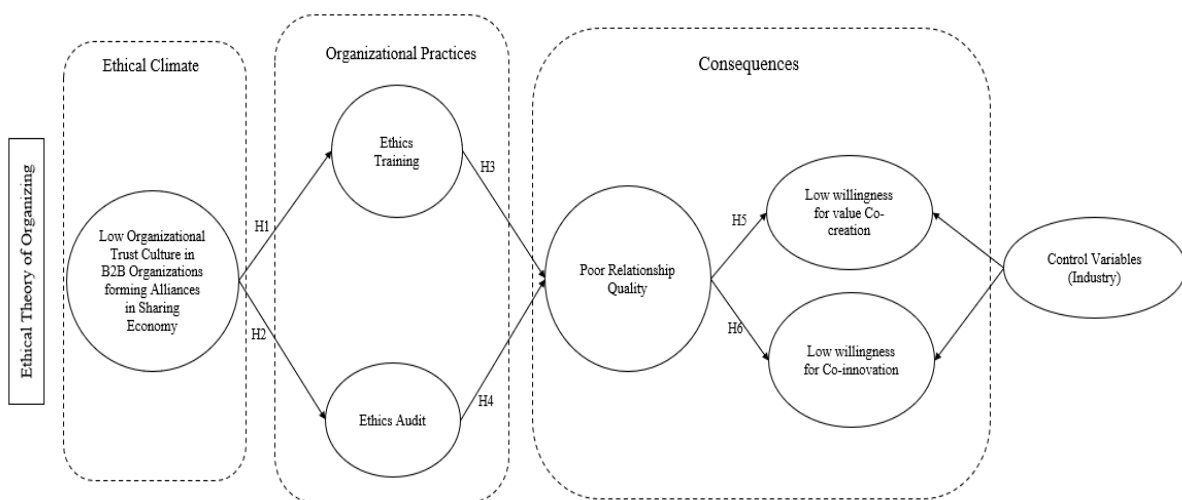 Ethical Theory of Organizing
Ethical Climate
Low Organizational
Trust Culture in
B2B Organizations
forming Alliances
in Sharing
Economy
H1
H2
Organizational Practices
Ethics
Training
Ethics Audit
H3
H4
Consequences
Poor Relationship
Quality
H5
H6
Low willingness
for value Co-
creation
Low willingness
for Co-innovation
Control Variables
(Industry)